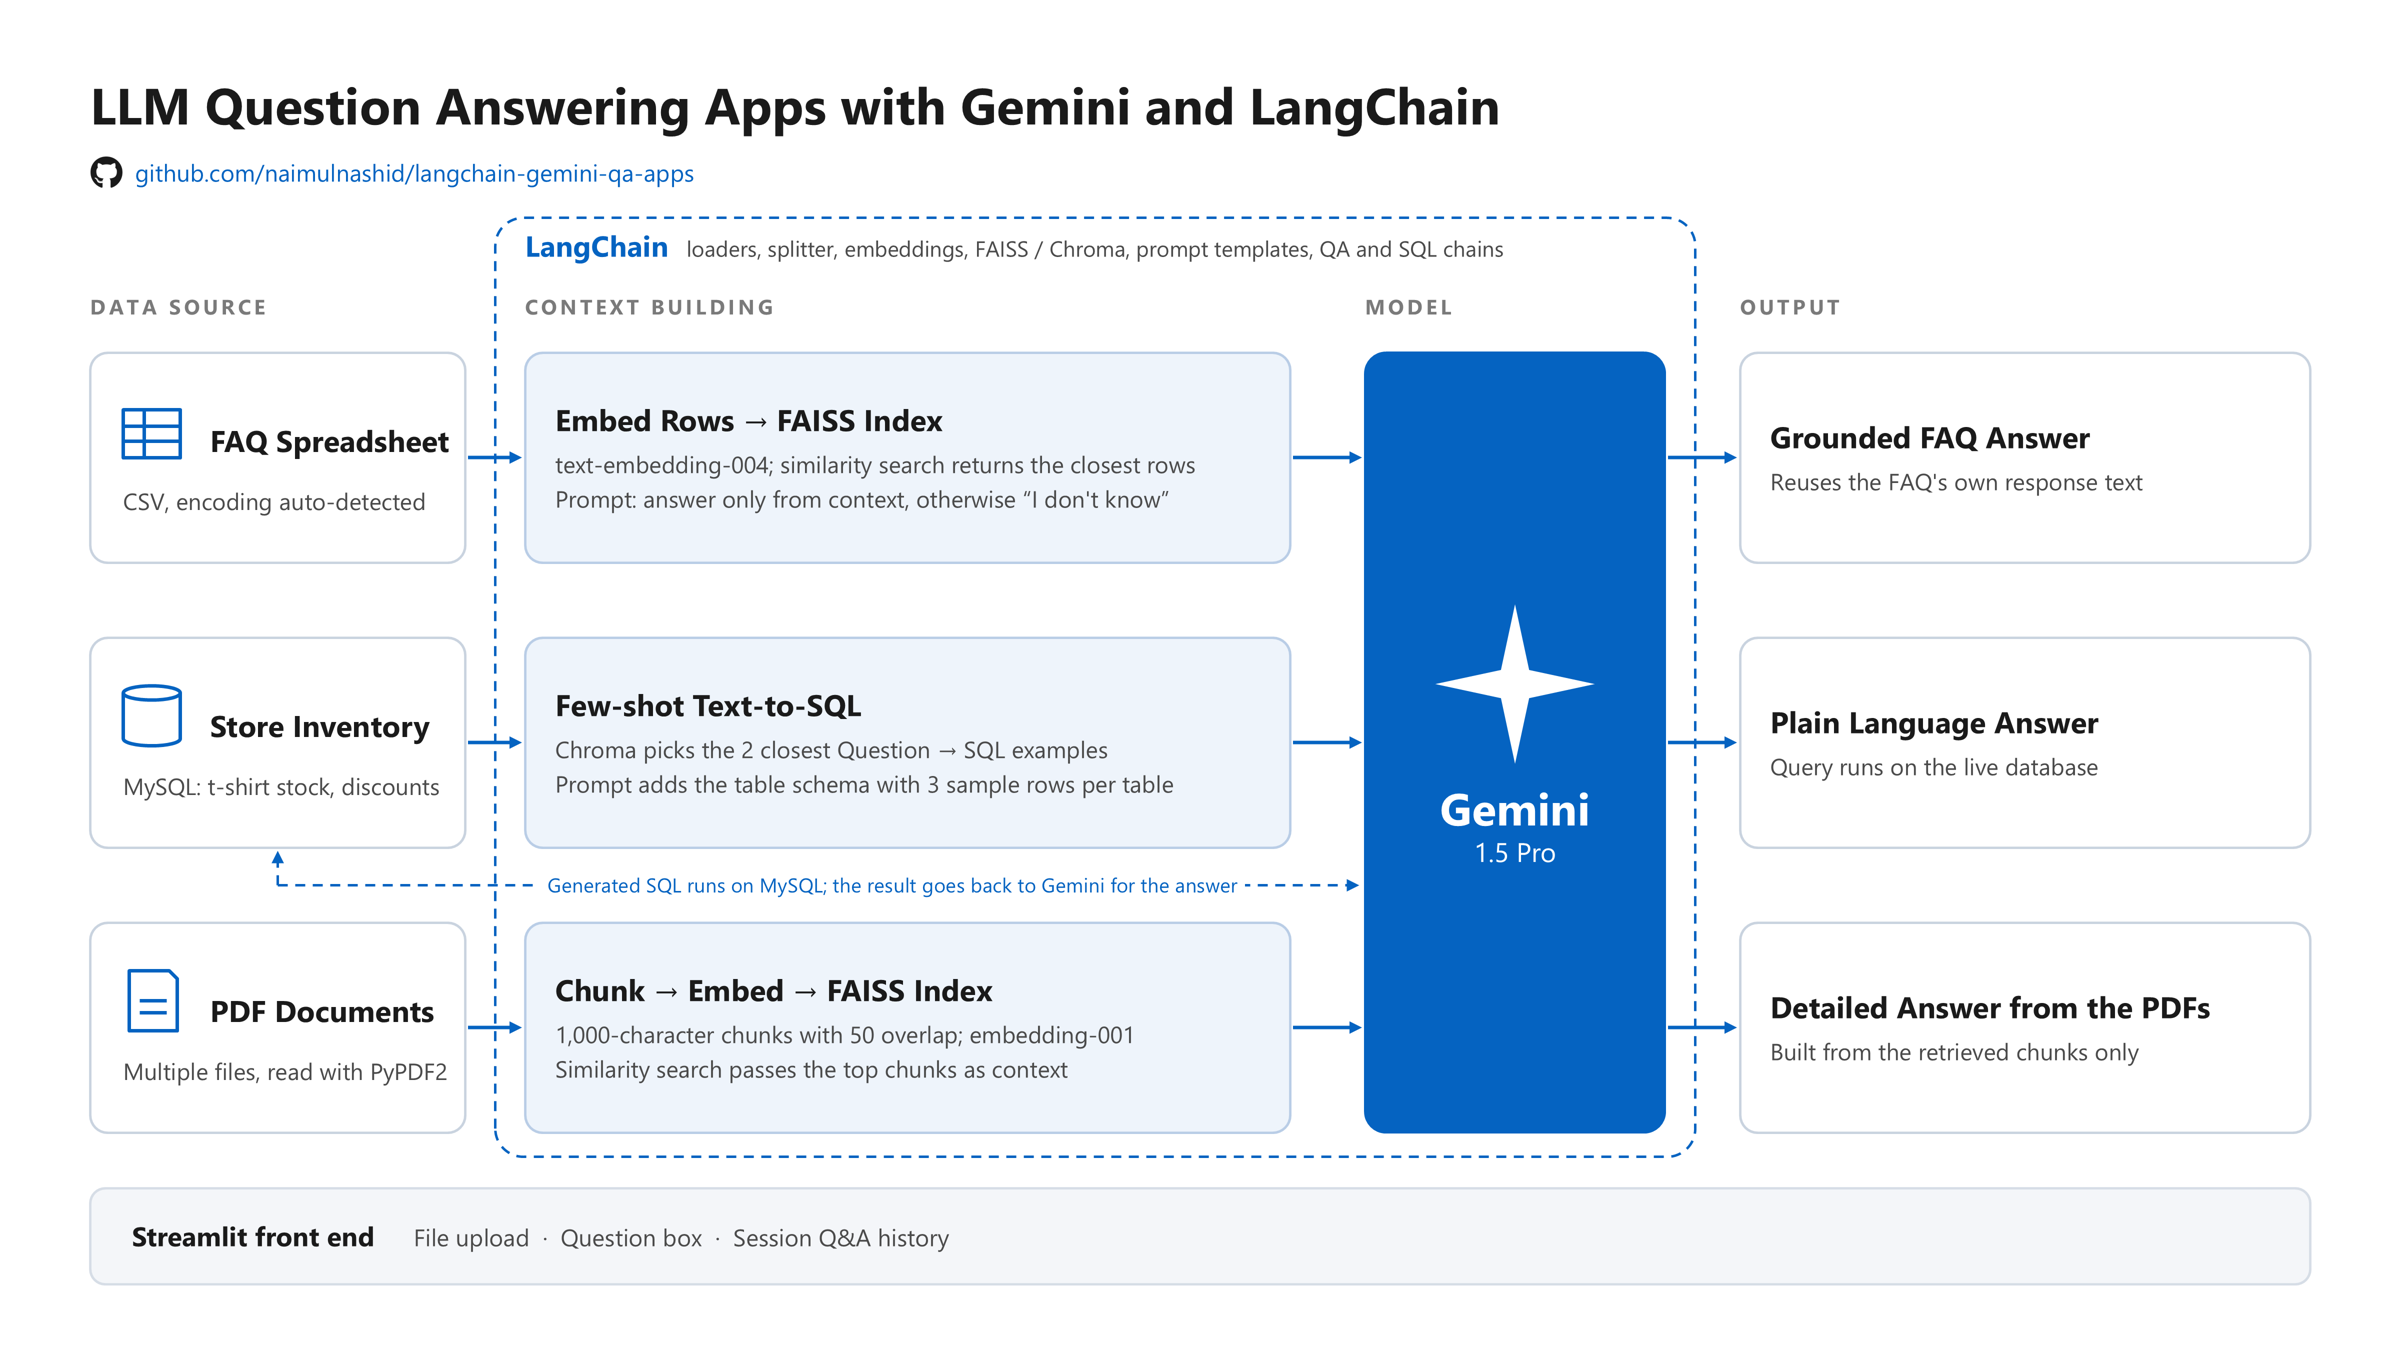 LLM Question Answering Apps with Gemini and LangChain
github.com/naimulnashid/langchain-gemini-qa-apps
LangChain loaders, splitter, embeddings, FAISS / Chroma, prompt templates, QA and SQL chains
DATA SOURCE
CONTEXT BUILDING
MODEL
OUTPUT
FAQ Spreadsheet
CSV, encoding auto-detected
Embed Rows → FAISS Index
text-embedding-004; similarity search returns the closest rows
Prompt: answer only from context, otherwise “I don't know”
Grounded FAQ Answer
Reuses the FAQ's own response text
Store Inventory
MySQL: t-shirt stock, discounts
Few-shot Text-to-SQL
Chroma picks the 2 closest Question → SQL examples
Prompt adds the table schema with 3 sample rows per table
Gemini
1.5 Pro
Plain Language Answer
Query runs on the live database
Generated SQL runs on MySQL; the result goes back to Gemini for the answer
PDF Documents
Multiple files, read with PyPDF2
Chunk → Embed → FAISS Index
1,000-character chunks with 50 overlap; embedding-001
Similarity search passes the top chunks as context
Detailed Answer from the PDFs
Built from the retrieved chunks only
Streamlit front end File upload · Question box · Session Q&A history